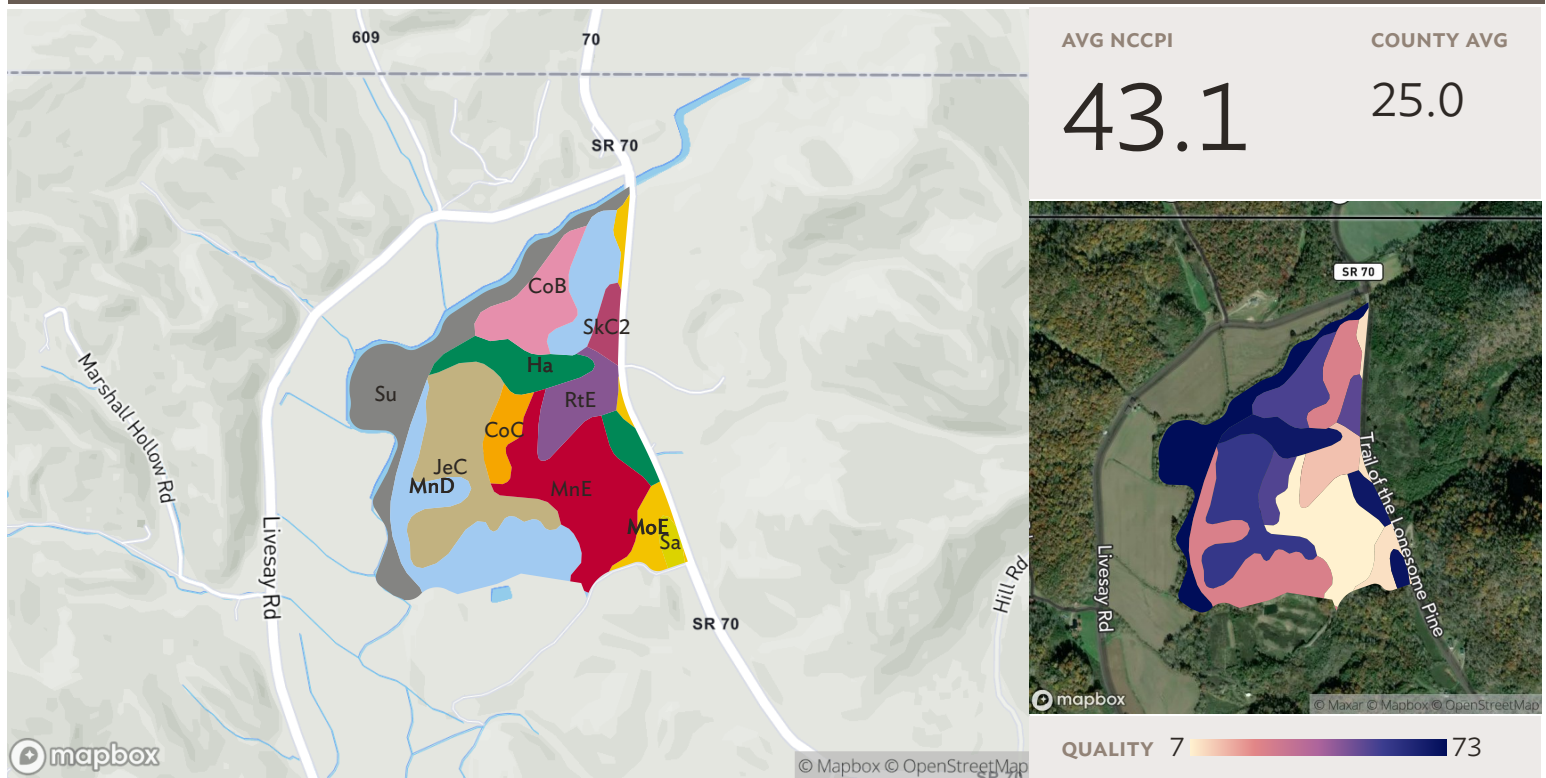 609
70
SR 70
CoB
SkC2
Ha
Su
RtE
CoC
JeC
MnD
MnE
MoE
Sa
Marshall Hollow Rd
Livesay Rd
Hill Rd
SR 70
mapbox
© Mapbox © OpenStreetMap
SR 70
AVG NCCPI
COUNTY AVG
43.1
25.0
SR 70
Trail of the Lonesome Pine
Livesay Rd
mapbox
© Maxar © Mapbox © OpenStreetMap
QUALITY 7 73